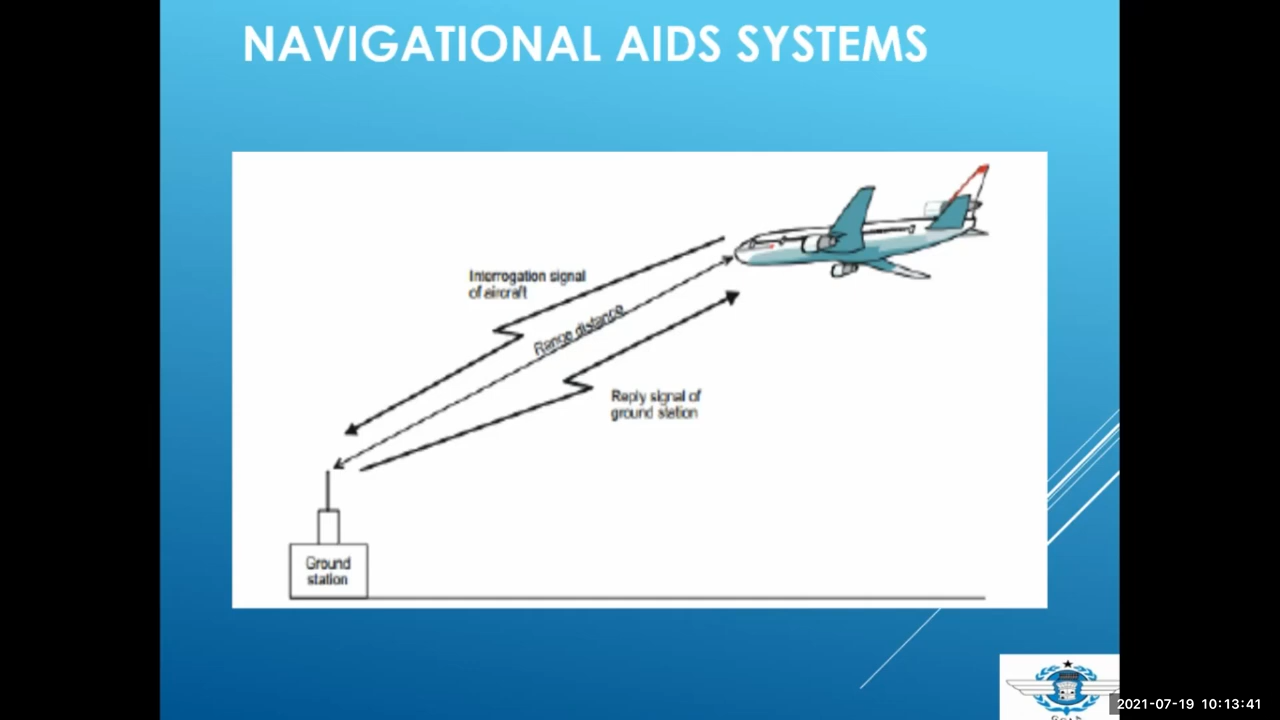 NAVIGATIONAL AIDS SYSTEMS
Interrogation signal
of aircraft
Range distance
Reply signal of
ground station
Ground
station
2021-07-19 10:13:41